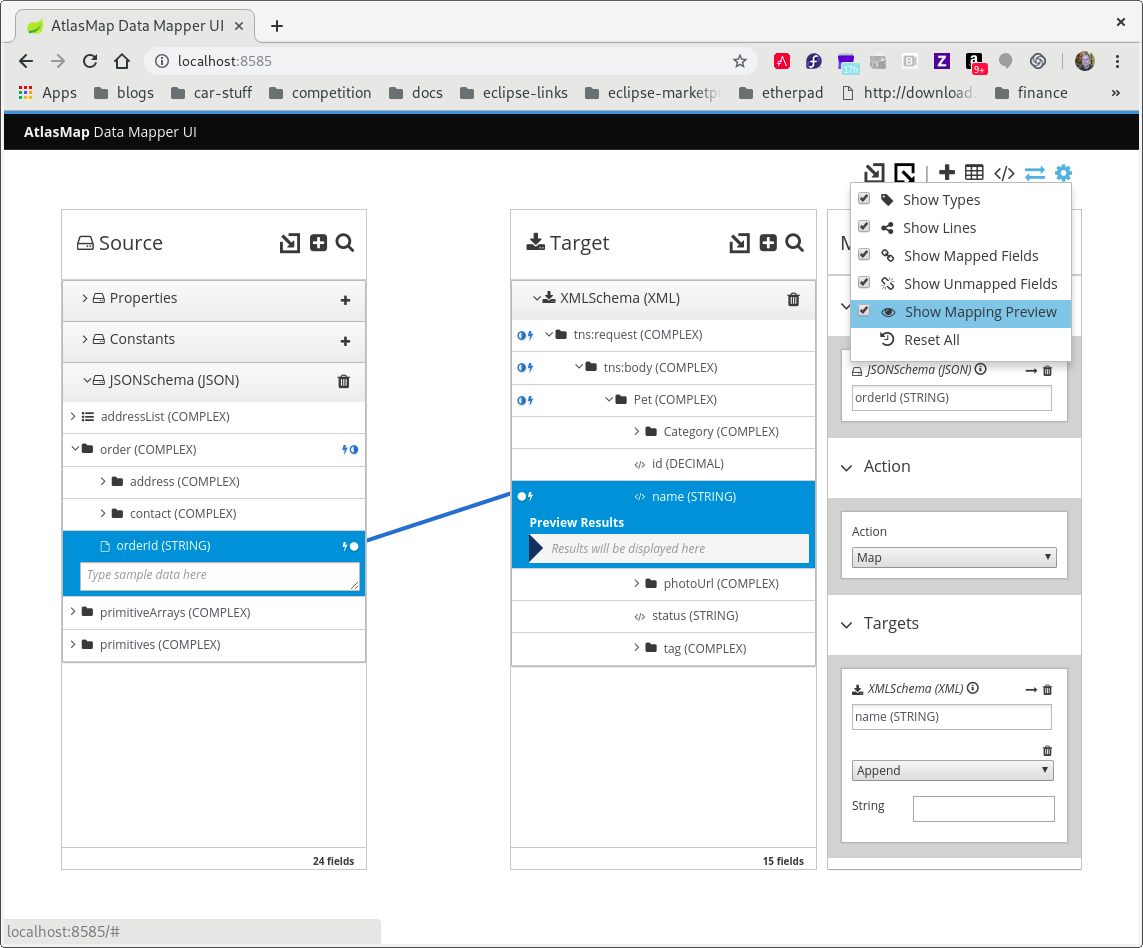 AtlasMap Data Mapper UI
localhost:8585
17h
9+
Apps
blogs
car-stuff
competition
docs
eclipse-links
eclipse-marketpl
etherpad
http://download.
finance
»
AtlasMap Data Mapper UI
Show Types
Show Lines
Show Mapped Fields
Show Unmapped Fields
Show Mapping Preview
Reset All
Source
Properties
Constants
JSONSchema (JSON)
addressList (COMPLEX)
order (COMPLEX)
address (COMPLEX)
contact (COMPLEX)
orderId (STRING)
Type sample data here
primitiveArrays (COMPLEX)
primitives (COMPLEX)
24 fields
Target
XMLSchema (XML)
tns:request (COMPLEX)
tns:body (COMPLEX)
Pet (COMPLEX)
Category (COMPLEX)
id (DECIMAL)
name (STRING)
Preview Results
Results will be displayed here
photoUrl (COMPLEX)
status (STRING)
tag (COMPLEX)
15 fields
JSONSchema (JSON)
orderId (STRING)
Action
Action
Map
Targets
XMLSchema (XML)
name (STRING)
Append
String
localhost:8585/#